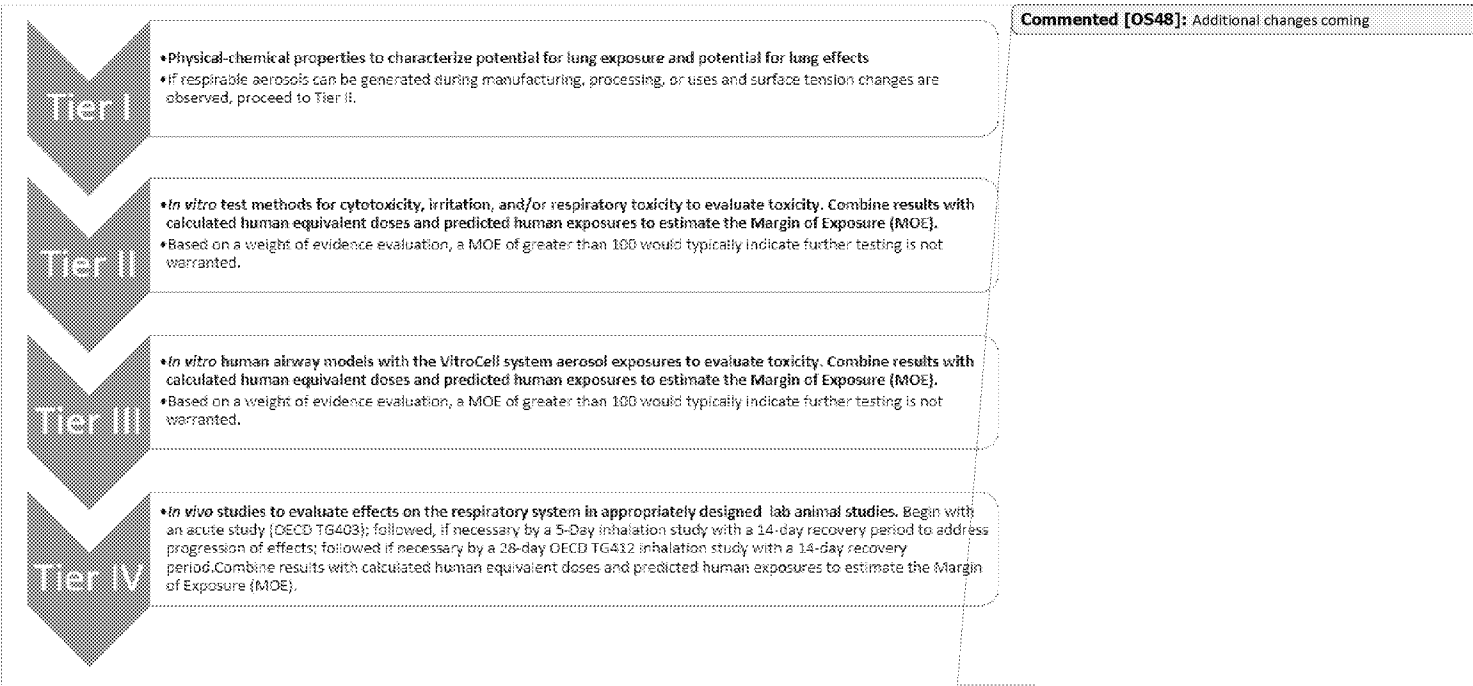 Commented [OS48]: Additional changes coming
Tier I
•Physical-chemical properties to characterize potential for lung exposure and potential for lung effects
•If respirable aerosols can be generated during manufacturing, processing, or uses and surface tension changes are
observed, proceed to Tier II.
Tier II
•In vitro test methods for cytotoxicity, irritation, and/or respiratory toxicity to evaluate toxicity. Combine results with
calculated human equivalent doses and predicted human exposures to estimate the Margin of Exposure (MOE).
•Based on a weight of evidence evaluation, a MOE of greater than 100 would typically indicate further testing is not
warranted.
Tier III
•In vitro human airway models with the VitroCell system aerosol exposures to evaluate toxicity. Combine results with
calculated human equivalent doses and predicted human exposures to estimate the Margin of Exposure (MOE).
•Based on a weight of evidence evaluation, a MOE of greater than 100 would typically indicate further testing is not
warranted.
Tier IV
•In vivo studies to evaluate effects on the respiratory system in appropriately designed lab animal studies. Begin with
an acute study (OECD TG403); followed, if necessary by a 5-Day inhalation study with a 14-day recovery period to address
progression of effects; followed if necessary by a 28-day OECD TG412 inhalation study with a 14-day recovery
period.Combine results with calculated human equivalent doses and predicted human exposures to estimate the Margin
of Exposure (MOE).